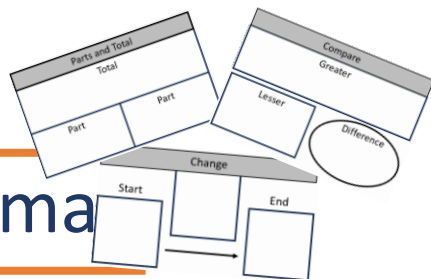 Parts and Total
Total
Part Part
Compare
Greater
Lesser
Difference
Change
Start
End
ma